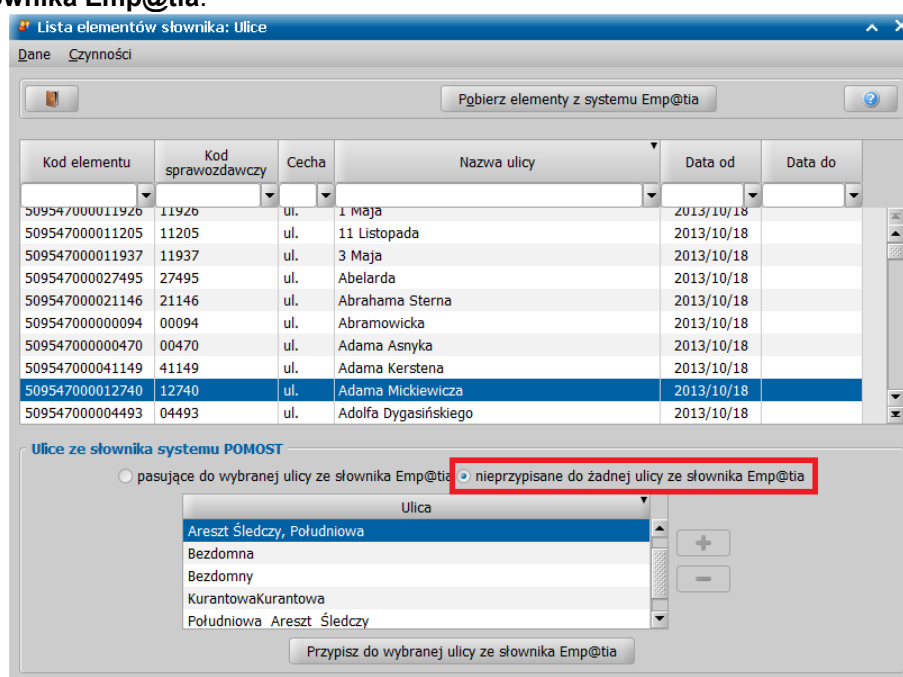 ownika Emp@tia.
Lista elementów słownika: Ulice
Dane Czynności
Pobierz elementy z systemu Emp@tia
Kod elementu Kod sprawozdawczy Cecha Nazwa ulicy Data od Data do
509547000011926 11926 ul. 1 Maja 2013/10/18
509547000011205 11205 ul. 11 Listopada 2013/10/18
509547000011937 11937 ul. 3 Maja 2013/10/18
509547000027495 27495 ul. Abelarda 2013/10/18
509547000021146 21146 ul. Abrahama Sterna 2013/10/18
509547000000094 00094 ul. Abramowicka 2013/10/18
509547000000470 00470 ul. Adama Asnyka 2013/10/18
509547000041149 41149 ul. Adama Kerstena 2013/10/18
509547000012740 12740 ul. Adama Mickiewicza 2013/10/18
509547000004493 04493 ul. Adolfa Dygasińskiego 2013/10/18
Ulice ze słownika systemu POMOST
pasujące do wybranej ulicy ze słownika Emp@tia nieprzypisane do żadnej ulicy ze słownika Emp@tia
Ulica
Areszt Śledczy, Południowa
Bezdomna
Bezdomny
KurantowaKurantowa
Południowa Areszt Śledczy
Przypisz do wybranej ulicy ze słownika Emp@tia